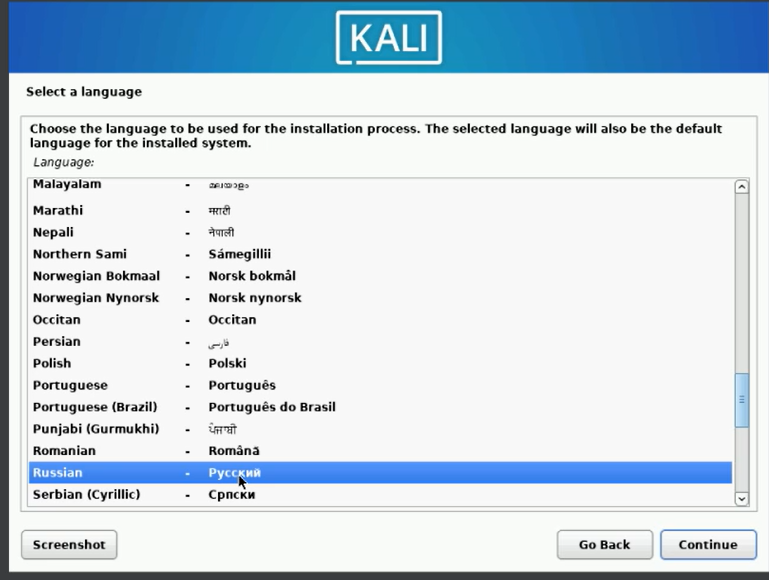 KALI
Select a language
Choose the language to be used for the installation process. The selected language will also be the default
language for the installed system.
Language:
Malayalam - മലയാളം
Marathi - मराठी
Nepali - नेपाली
Northern Sami - Sámegillii
Norwegian Bokmaal - Norsk bokmål
Norwegian Nynorsk - Norsk nynorsk
Occitan - Occitan
Persian - فارسی
Polish - Polski
Portuguese - Português
Portuguese (Brazil) - Português do Brasil
Punjabi (Gurmukhi) - ਪੰਜਾਬੀ
Romanian - Română
Russian - Русский
Serbian (Cyrillic) - Српски
Screenshot Go Back Continue